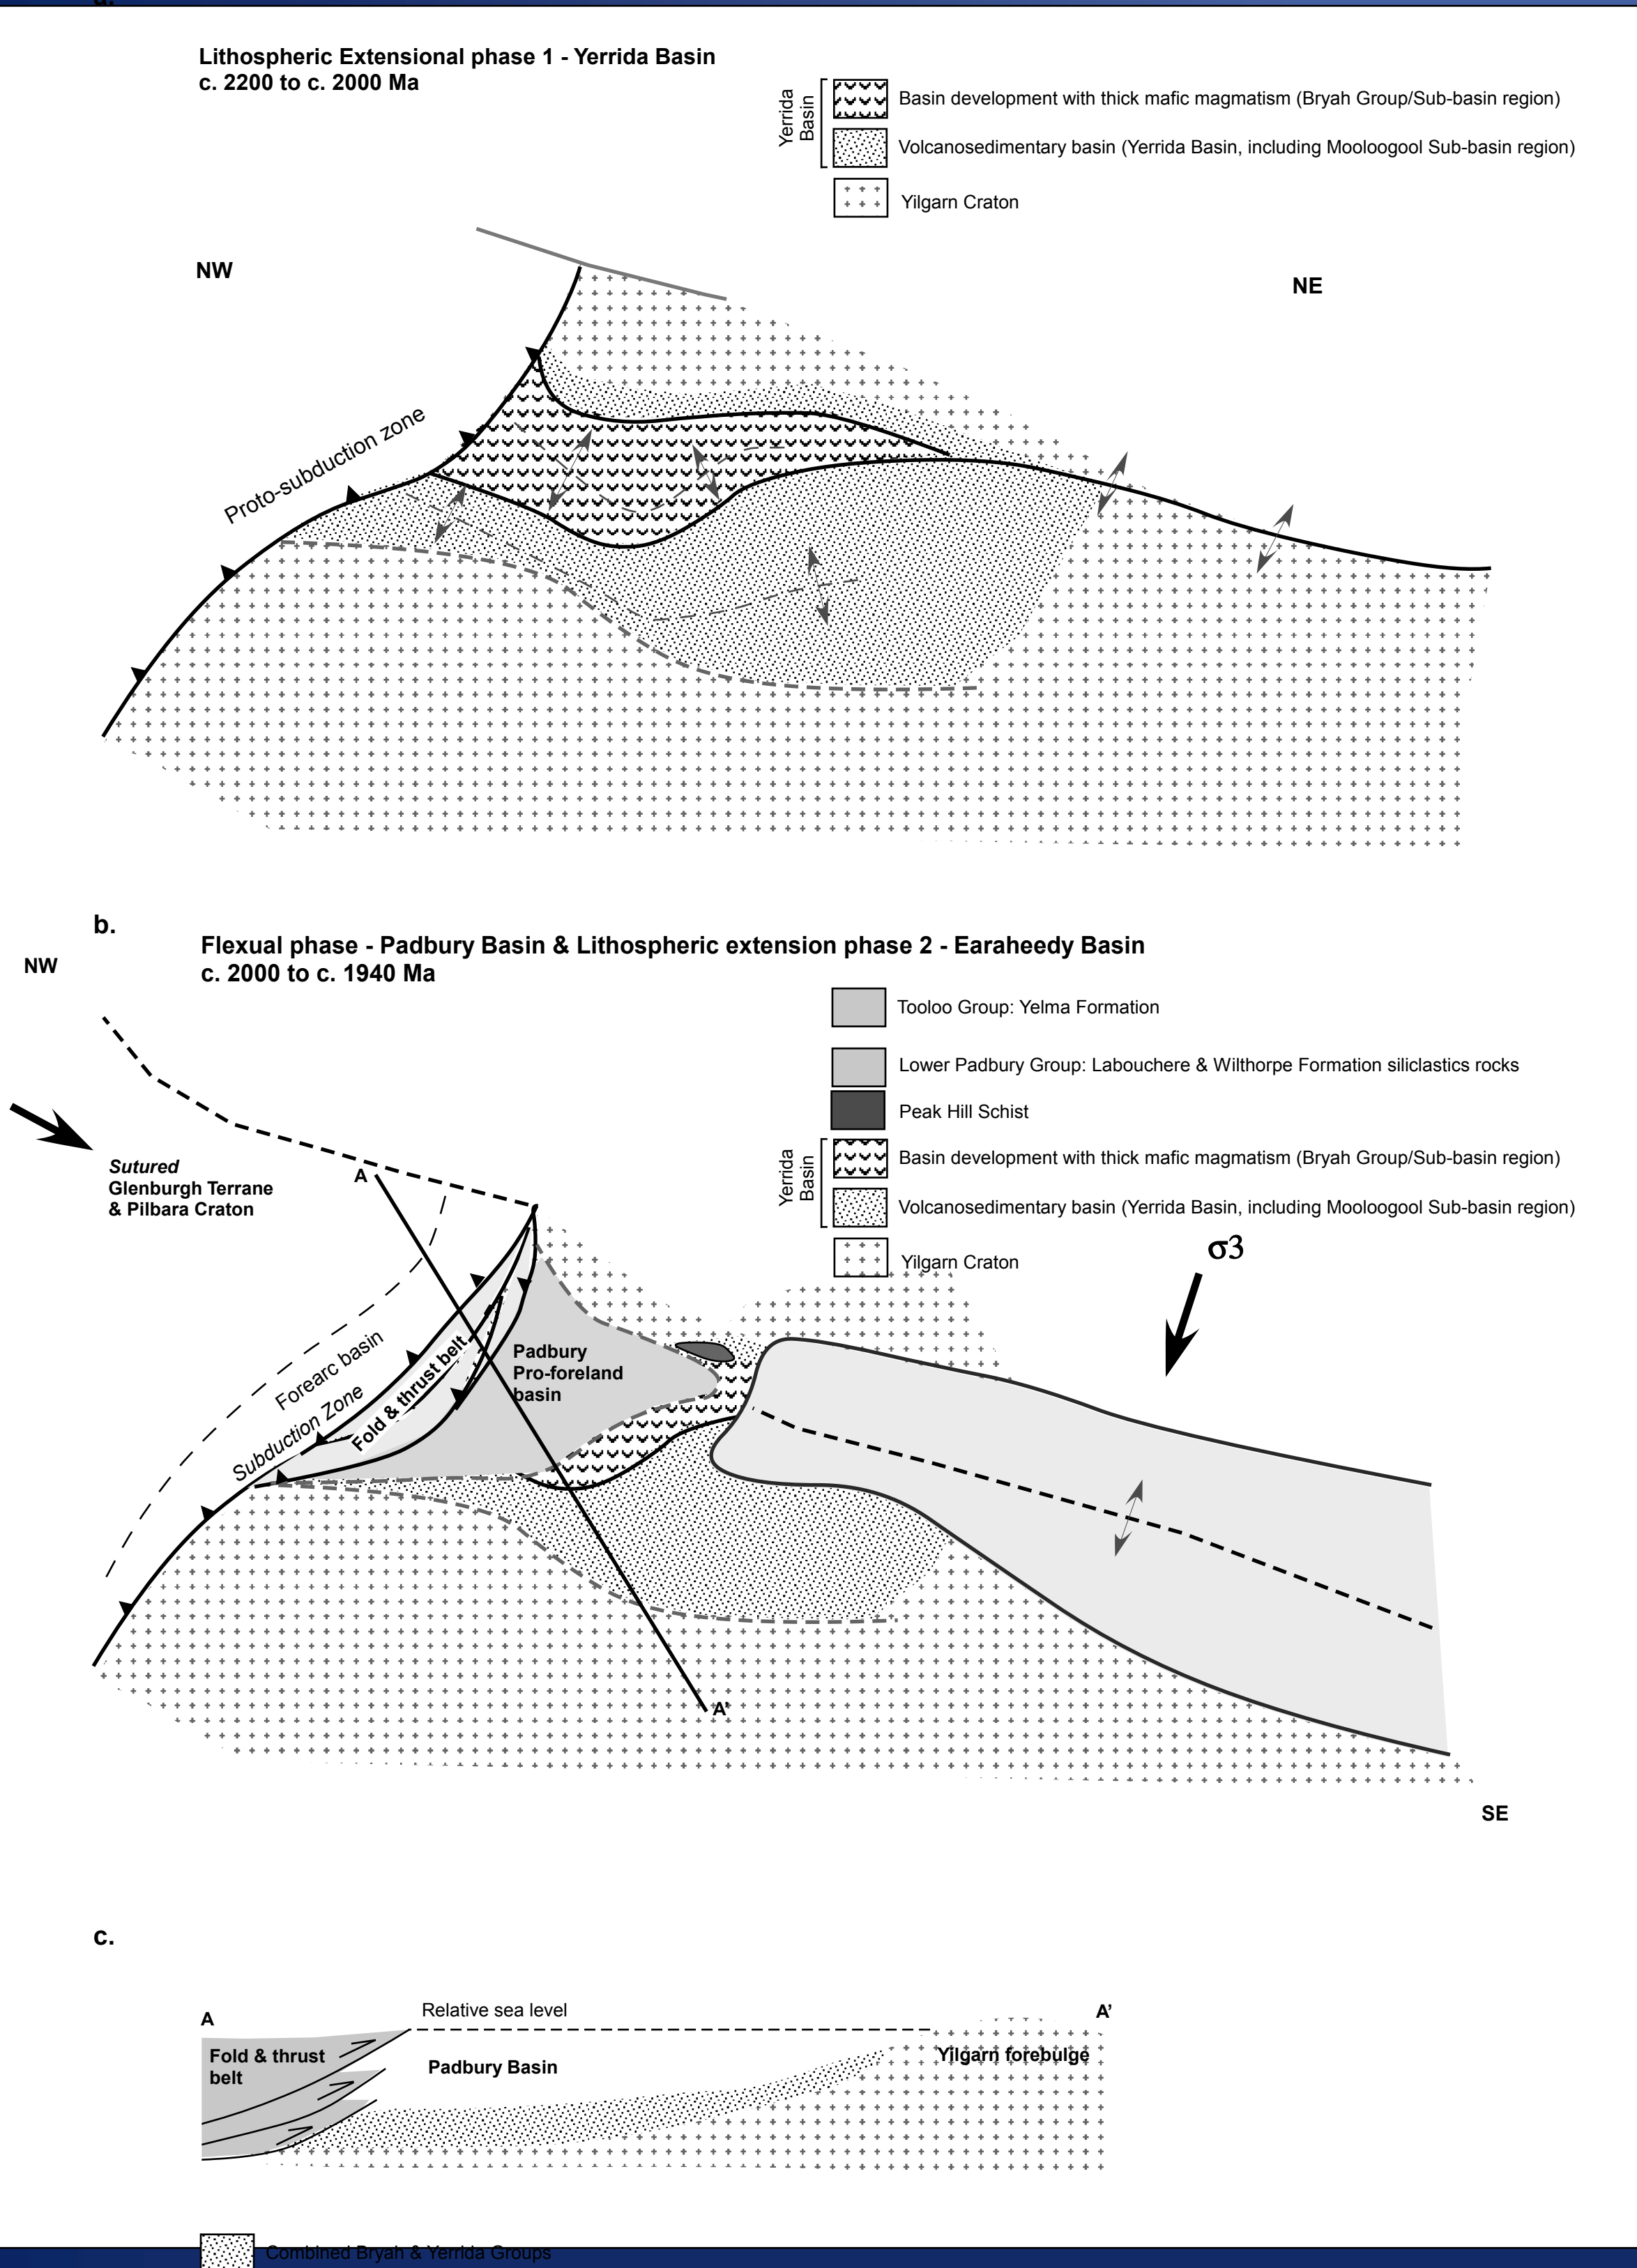 a.
Lithospheric Extensional phase 1 - Yerrida Basin
c. 2200 to c. 2000 Ma
Yerrida
Basin
Basin development with thick mafic magmatism (Bryah Group/Sub-basin region)
Volcanosedimentary basin (Yerrida Basin, including Mooloogool Sub-basin region)
Yilgarn Craton
NW
NE
Proto-subduction zone
b.
Flexual phase - Padbury Basin & Lithospheric extension phase 2 - Earaheedy Basin
c. 2000 to c. 1940 Ma
NW
Tooloo Group: Yelma Formation
Lower Padbury Group: Labouchere & Wilthorpe Formation siliclastics rocks
Peak Hill Schist
Yerrida
Basin
Basin development with thick mafic magmatism (Bryah Group/Sub-basin region)
Volcanosedimentary basin (Yerrida Basin, including Mooloogool Sub-basin region)
Yilgarn Craton
σ3
Sutured
Glenburgh Terrane
& Pilbara Craton
A
Forearc basin
Subduction Zone
Fold & thrust belt
Padbury
Pro-foreland
basin
A'
SE
c.
A
Relative sea level
A’
Fold & thrust
belt
Padbury Basin
Yilgarn forebulge
Combined Bryah & Yerrida Groups